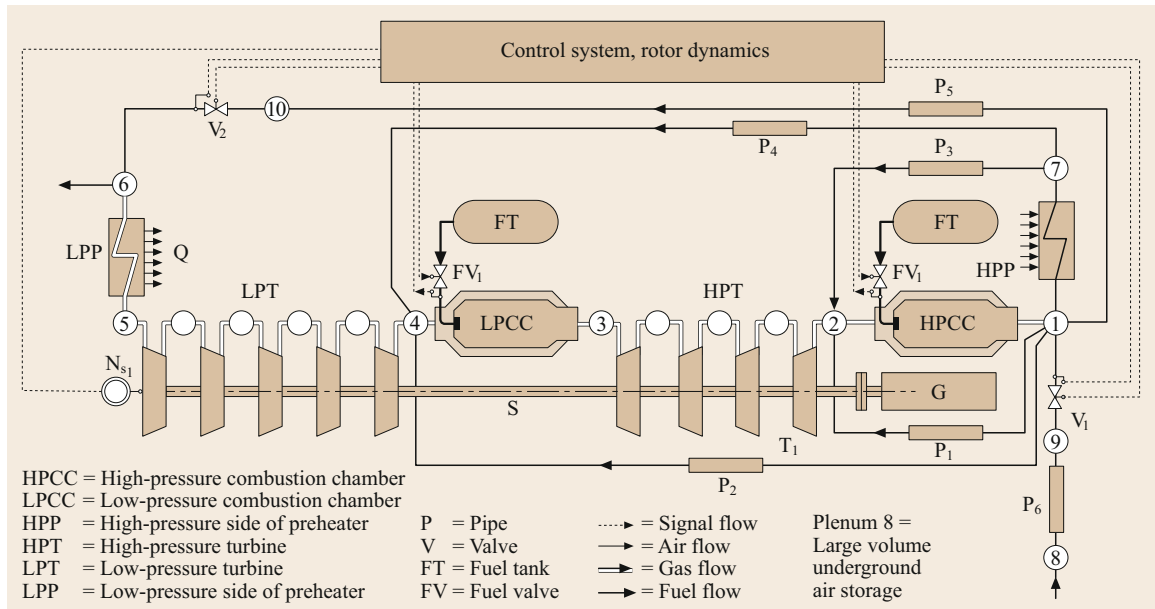 Control system, rotor dynamics
P5
10
V2
P4
P3
7
6
FT
FT
LPP
Q
FV1
FV1
HPP
LPT
HPT
5
4
LPCC
3
2
HPCC
1
Ns1
S
G
V1
T1
P1
9
P2
P6
8
HPCC = High-pressure combustion chamber
LPCC = Low-pressure combustion chamber
HPP = High-pressure side of preheater
HPT = High-pressure turbine
LPT = Low-pressure turbine
LPP = Low-pressure side of preheater
P = Pipe
V = Valve
FT = Fuel tank
FV = Fuel valve
= Signal flow
= Air flow
= Gas flow
= Fuel flow
Plenum 8 =
Large volume
underground
air storage